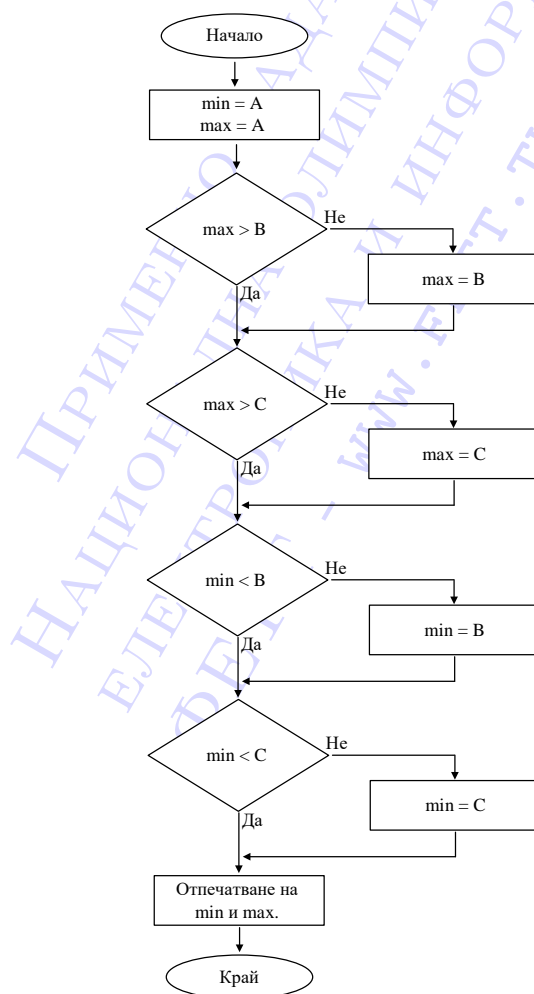 Начало
min = A
max = A
max > B
Не
max = B
Да
max > C
Не
max = C
Да
min < B
Не
min = B
Да
min < C
Не
min = C
Да
Отпечатване на
min и max.
Край